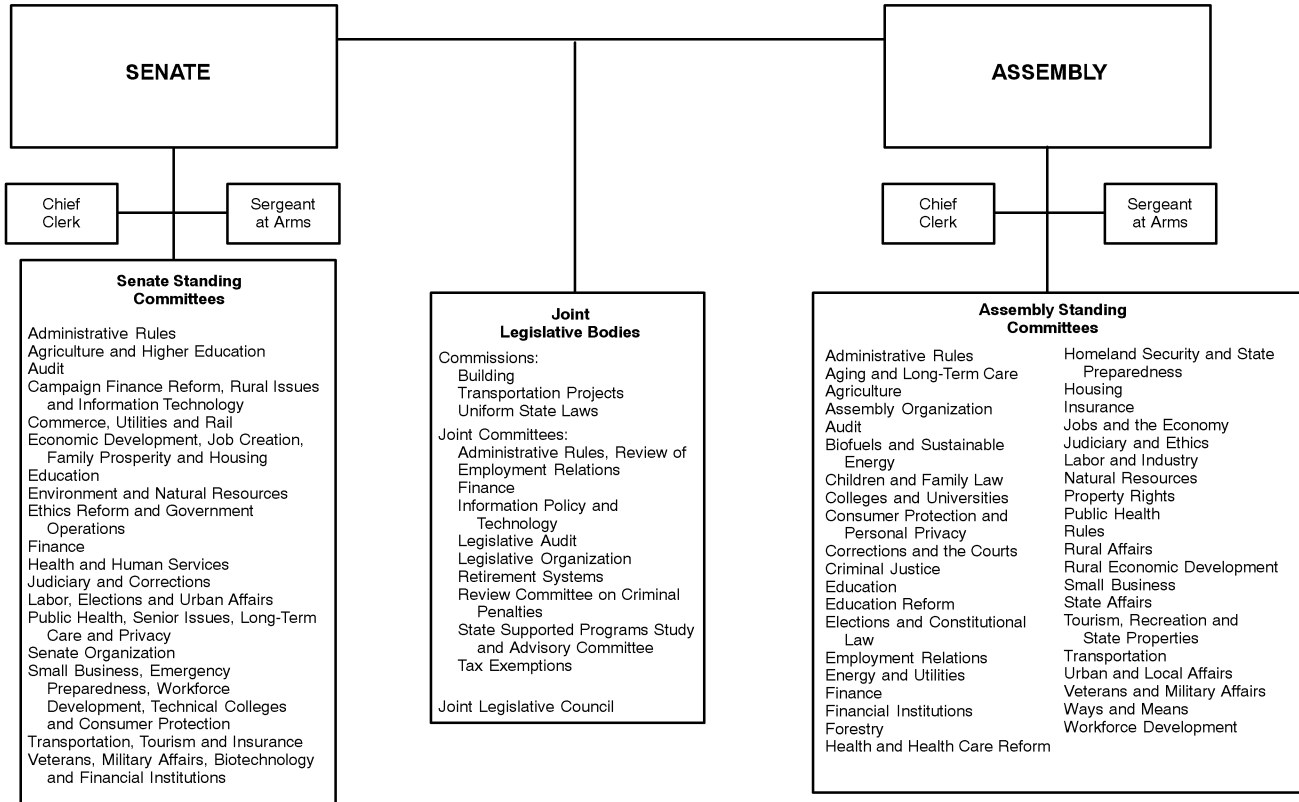 SENATE
ASSEMBLY
Chief
Clerk
Sergeant
at Arms
Chief
Clerk
Sergeant
at Arms
Senate Standing
Committees
Administrative Rules
Agriculture and Higher Education
Audit
Campaign Finance Reform, Rural Issues
and Information Technology
Commerce, Utilities and Rail
Economic Development, Job Creation,
Family Prosperity and Housing
Education
Environment and Natural Resources
Ethics Reform and Government
Operations
Finance
Health and Human Services
Judiciary and Corrections
Labor, Elections and Urban Affairs
Public Health, Senior Issues, Long-Term
Care and Privacy
Senate Organization
Small Business, Emergency
Preparedness, Workforce
Development, Technical Colleges
and Consumer Protection
Transportation, Tourism and Insurance
Veterans, Military Affairs, Biotechnology
and Financial Institutions
Joint
Legislative Bodies
Commissions:
Building
Transportation Projects
Uniform State Laws
Joint Committees:
Administrative Rules, Review of
Employment Relations
Finance
Information Policy and
Technology
Legislative Audit
Legislative Organization
Retirement Systems
Review Committee on Criminal
Penalties
State Supported Programs Study
and Advisory Committee
Tax Exemptions
Joint Legislative Council
Assembly Standing
Committees
Administrative Rules
Aging and Long-Term Care
Agriculture
Assembly Organization
Audit
Biofuels and Sustainable
Energy
Children and Family Law
Colleges and Universities
Consumer Protection and
Personal Privacy
Corrections and the Courts
Criminal Justice
Education
Education Reform
Elections and Constitutional
Law
Employment Relations
Energy and Utilities
Finance
Financial Institutions
Forestry
Health and Health Care Reform
Homeland Security and State
Preparedness
Housing
Insurance
Jobs and the Economy
Judiciary and Ethics
Labor and Industry
Natural Resources
Property Rights
Public Health
Rules
Rural Affairs
Rural Economic Development
Small Business
State Affairs
Tourism, Recreation and
State Properties
Transportation
Urban and Local Affairs
Veterans and Military Affairs
Ways and Means
Workforce Development